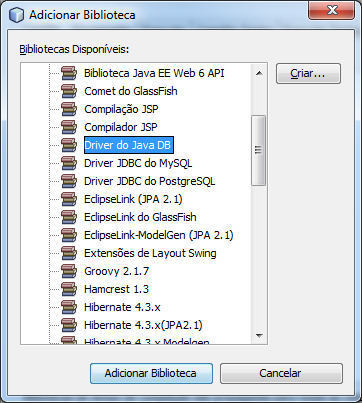 Adicionar Biblioteca
Bibliotecas Disponíveis:
Biblioteca Java EE Web 6 API
Criar...
Comet do GlassFish
Compilação JSP
Compilador JSP
Driver do Java DB
Driver JDBC do MySQL
Driver JDBC do PostgreSQL
EclipseLink (JPA 2.1)
EclipseLink do GlassFish
EclipseLink-ModelGen (JPA 2.1)
Extensões de Layout Swing
Groovy 2.1.7
Hamcrest 1.3
Hibernate 4.3.x
Hibernate 4.3.x(JPA2.1)
Hibernate 4.3.x Modelgen
Adicionar Biblioteca
Cancelar